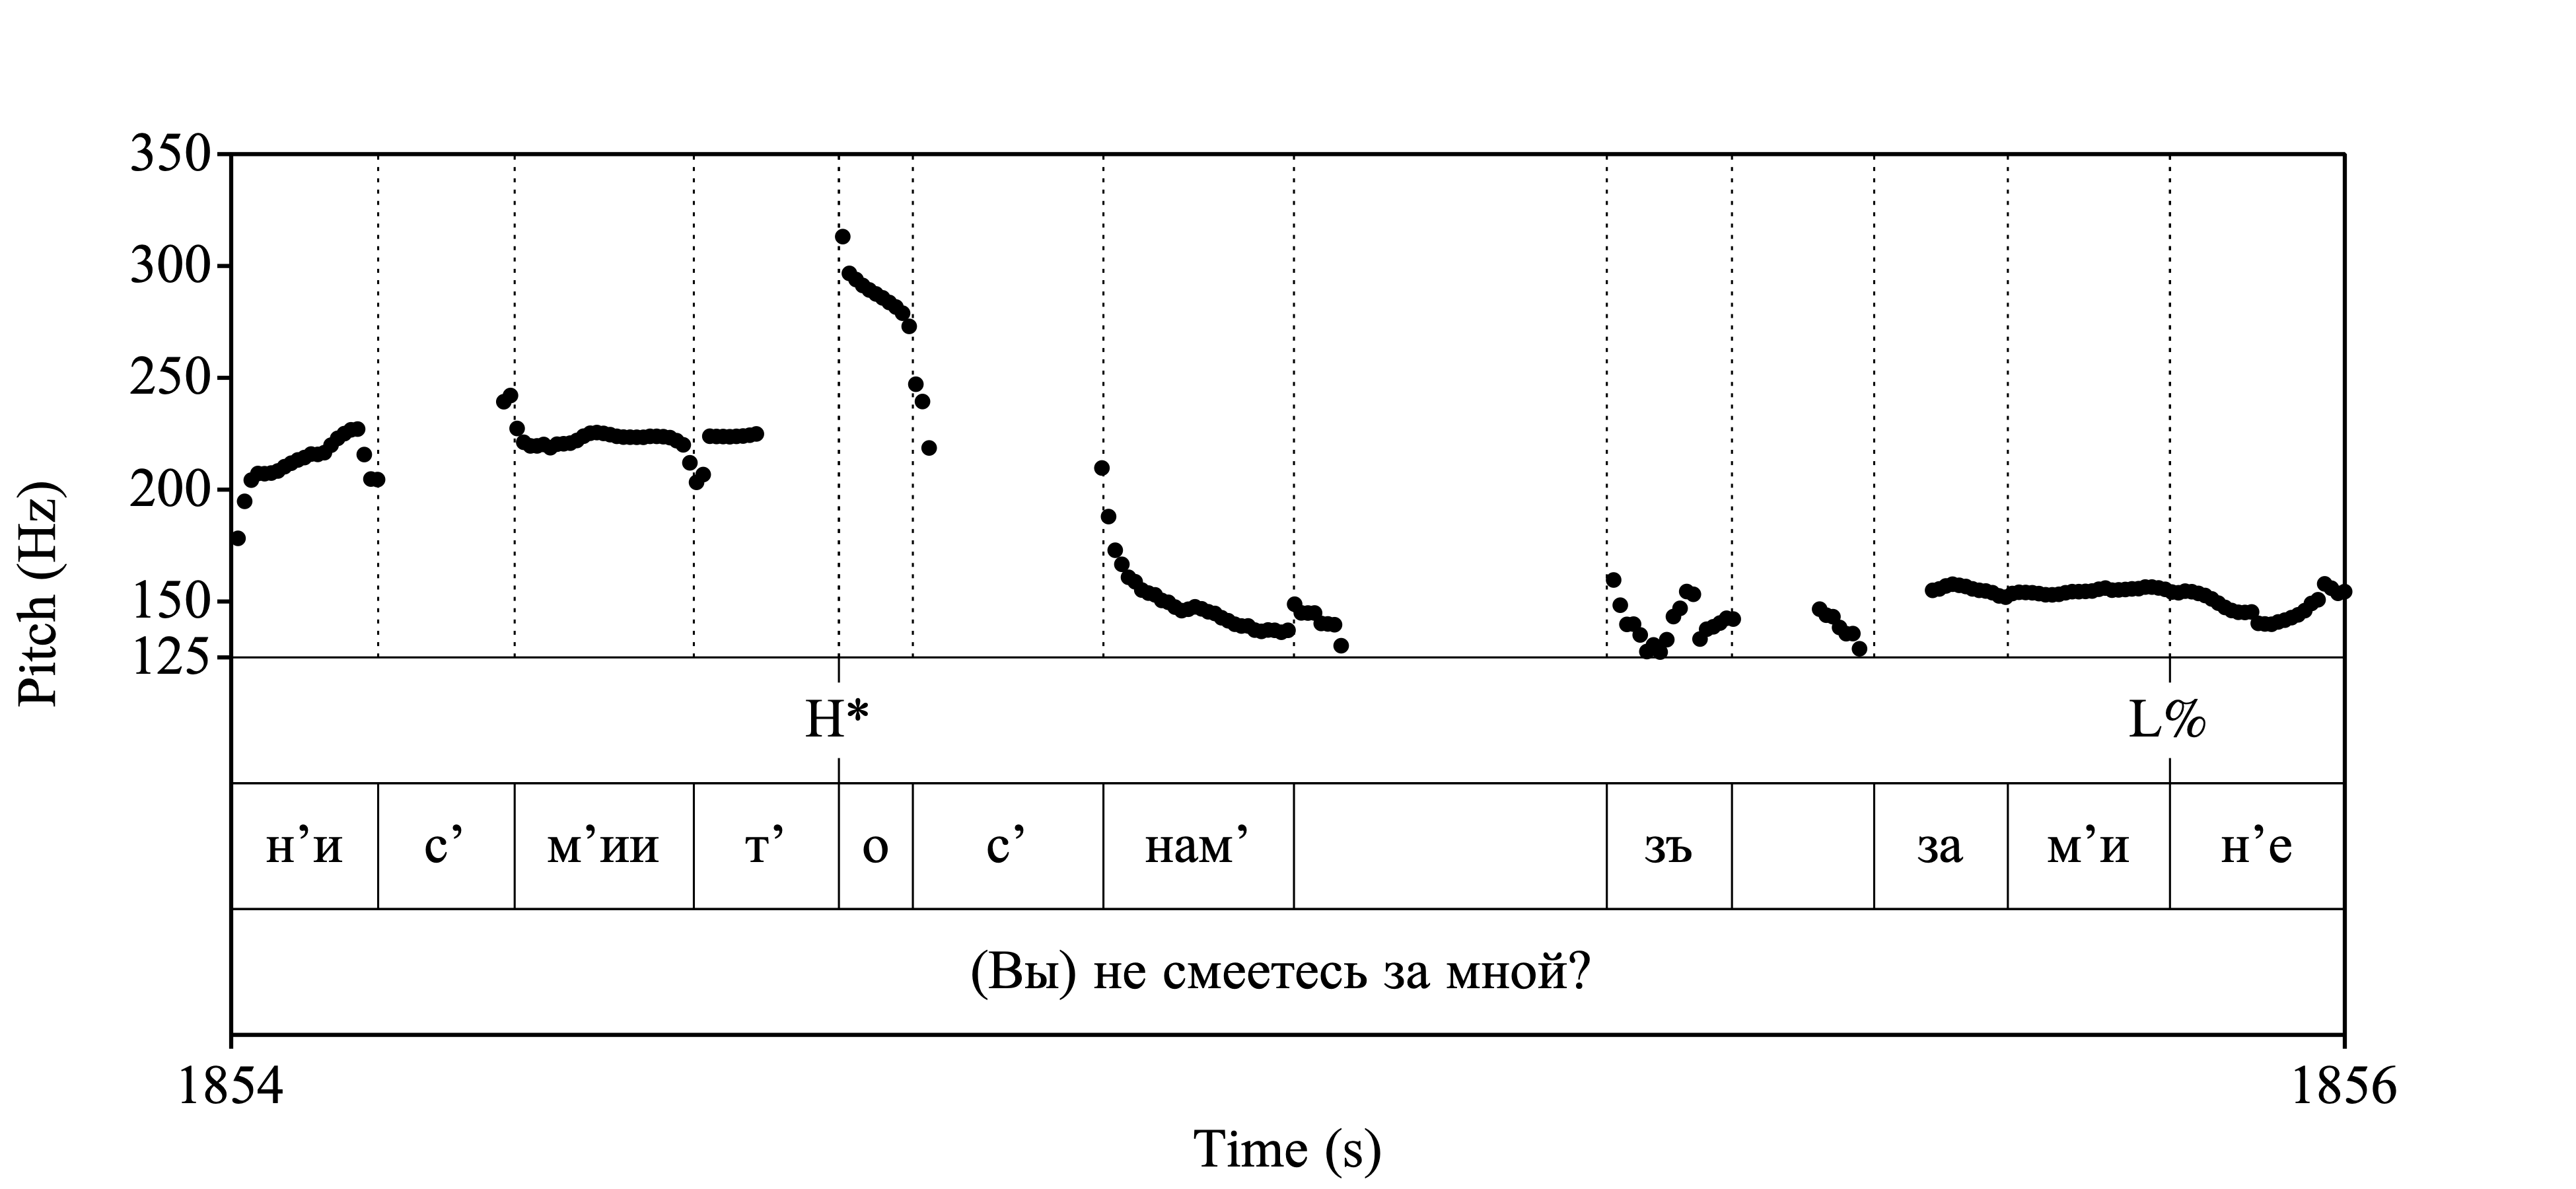 350
300
250
200
150
125
Pitch (Hz)
H* L%
н’и с’ м’ии т’ о с’ нам’ зъ за м’и н’е
(Вы) не смеетесь за мной?
1854 1856
Time (s)